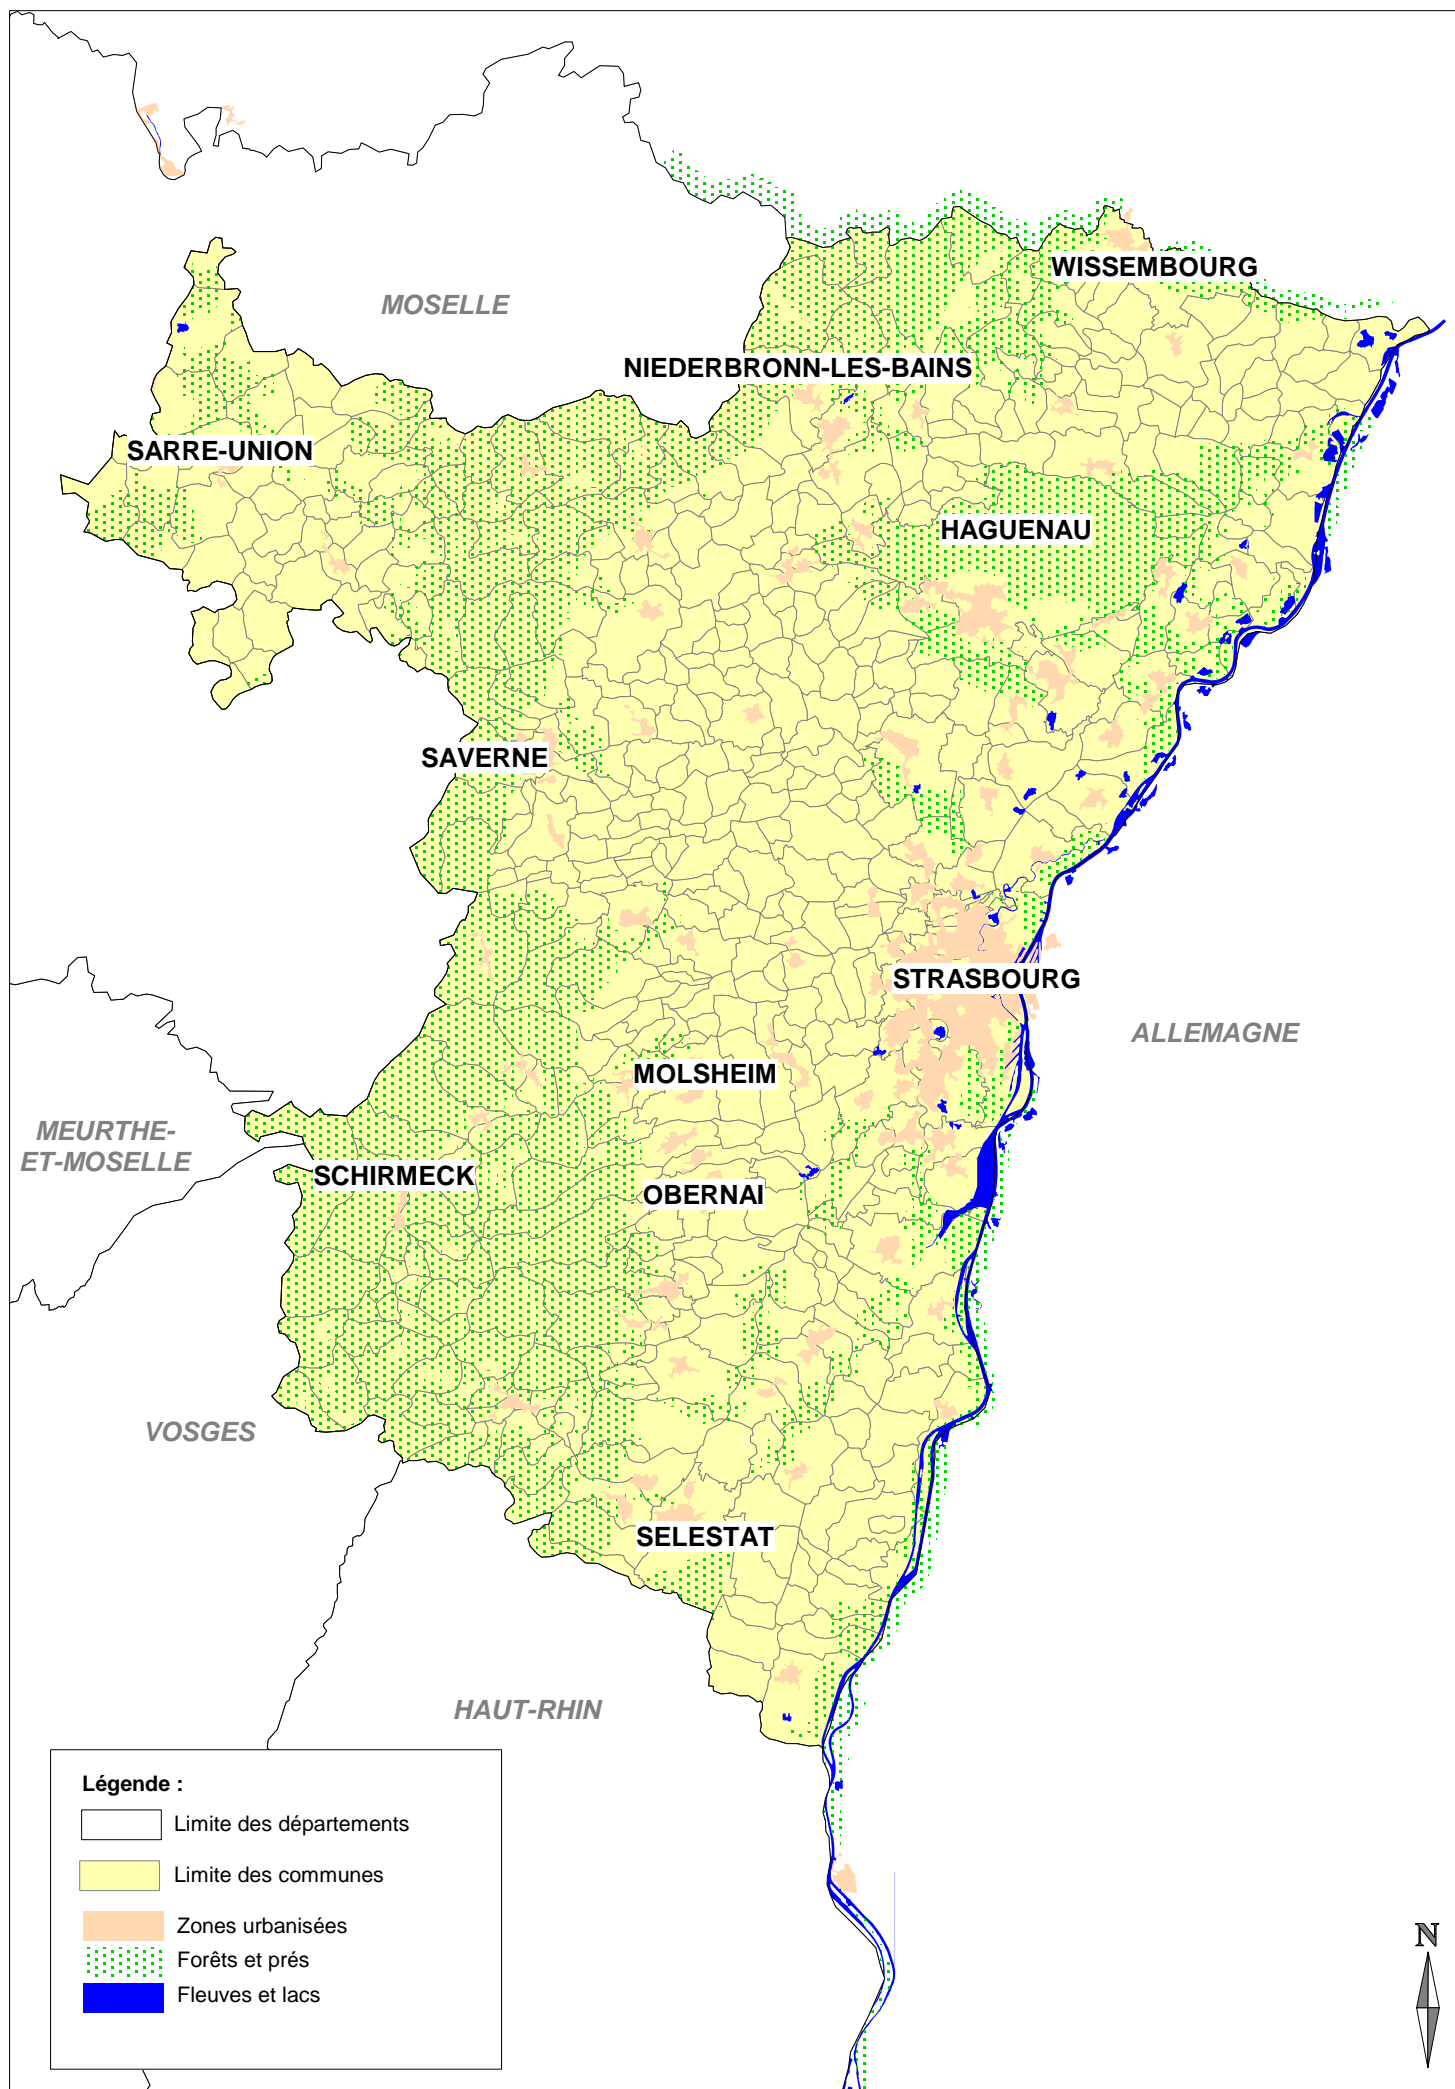 WISSEMBOURG
MOSELLE
NIEDERBRONN-LES-BAINS
SARRE-UNION
HAGUENAU
SAVERNE
STRASBOURG
ALLEMAGNE
MOLSHEIM
MEURTHE-
ET-MOSELLE
SCHIRMECK
OBERNAI
VOSGES
SELESTAT
HAUT-RHIN
Légende :
Limite des départements
Limite des communes
Zones urbanisées
Forêts et prés
Fleuves et lacs
N